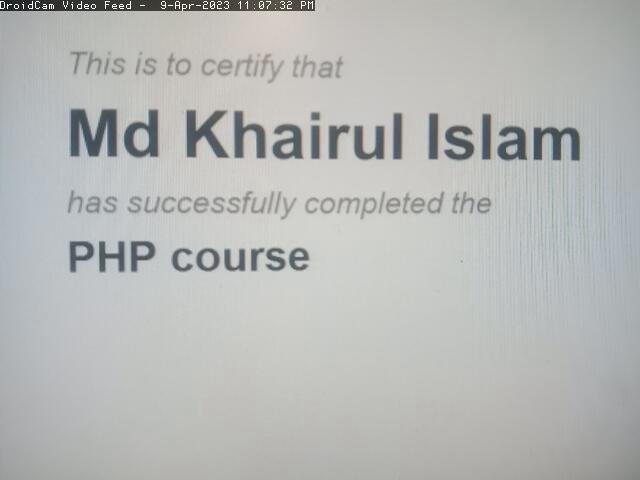 DroidCam Video Feed - 9-Apr-2023 11:07:32 PM
This is to certify that
Md Khairul Islam
has successfully completed the
PHP course